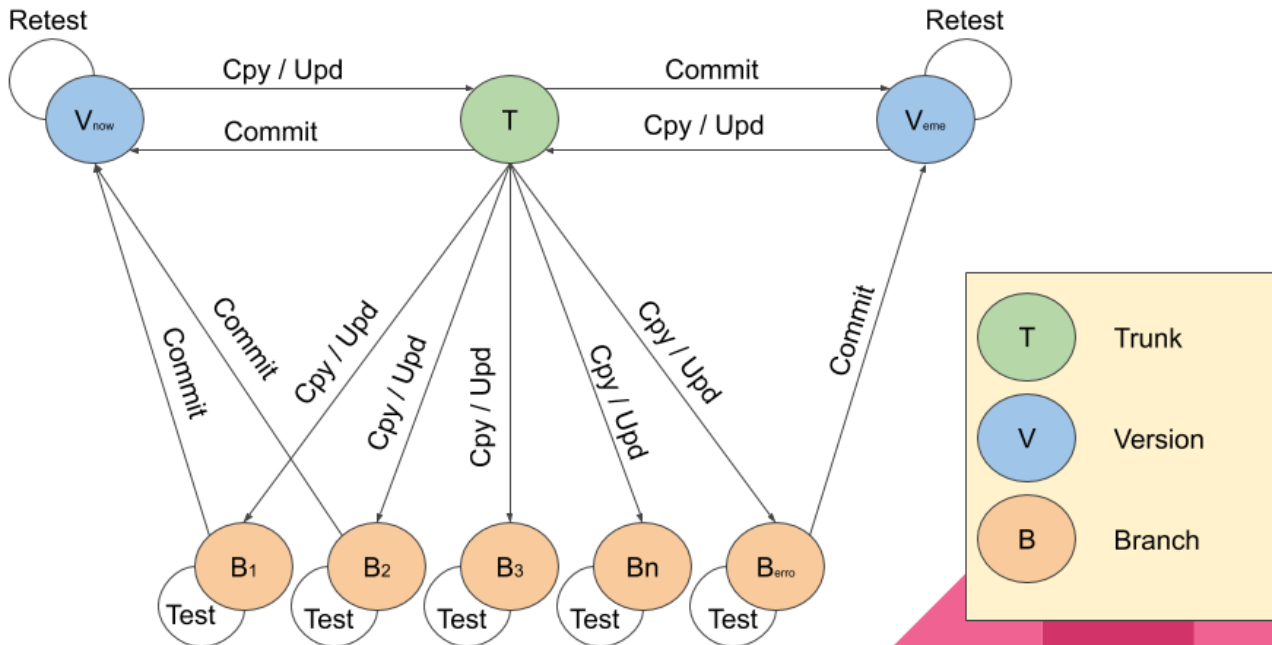 Retest
Retest
Cpy / Upd
Commit
Vnow
T
Veme
Commit
Cpy / Upd
Commit
Commit
Cpy / Upd
Cpy / Upd
Cpy / Upd
Cpy / Upd
Cpy / Upd
Commit
T
Trunk
V
Version
B
Branch
B1
B2
B3
Bn
Berro
Test
Test
Test
Test
Test